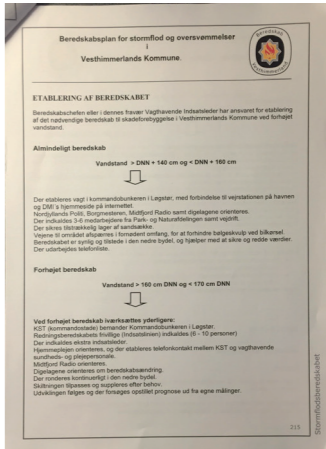 Beredskabsplan for stormflod og oversvømmelser
i
Vesthimmerlands Kommune.
Beredskab
Vesthimmerland
ETABLERING AF BEREDSKABET
Beredskabschefen eller i dennes fravær Vagthavende Indsatsleder har ansvaret for etablering
af det nødvendige beredskab til skadeforebyggelse i Vesthimmerlands Kommune ved forhøjet
vandstand.
Almindeligt beredskab
Vandstand > DNN + 140 cm og < DNN + 160 cm
Der etableres vagt i kommandobunkeren i Løgstør, med forbindelse til vejrstationen på havnen
og DMI's hjemmeside på internettet.
Nordjyllands Politi, Borgmesteren, Midtfjord Radio samt digelagene orienteres.
Der indkaldes 3-6 medarbejdere fra Park- og Naturafdelingen samt vejdrift.
Der sikres tilstrækkelig lager af sandsække.
Vejene til området afspærres i fornødent omfang, for at forhindre bølgeskvulp ved bilkørsel
Beredskabet er synlig og tilstede i den nedre bydel, og hjælper med at sikre og redde værdier.
Der udarbejdes telefonliste.
Forhøjet beredskab
Vandstand > 160 cm DNN og < 170 cm DNN
Ved forhøjet beredskab iværksættes yderligere:
KST (kommandostade) bemander Kommandobunkeren i Løgstør.
Redningsberedskabets frivillige (Indsatslinien) indkaldes (6 - 10 personer)
Der indkaldes ekstra indsatsleder.
Hjemmeplejen orienteres, og der etableres telefonkontakt mellem KST og vagthavende
sundheds- og plejepersonale.
Midtfjord Radio orienteres.
Digelagene orienteres om beredskabsændring.
Der ronderes kontinuerligt i den nedre bydel.
Skiltningen tilpasses og suppleres efter behov.
Udviklingen følges og der forsøges opstillet prognose ud fra egne målinger.
215
Stormflodsberedskabet